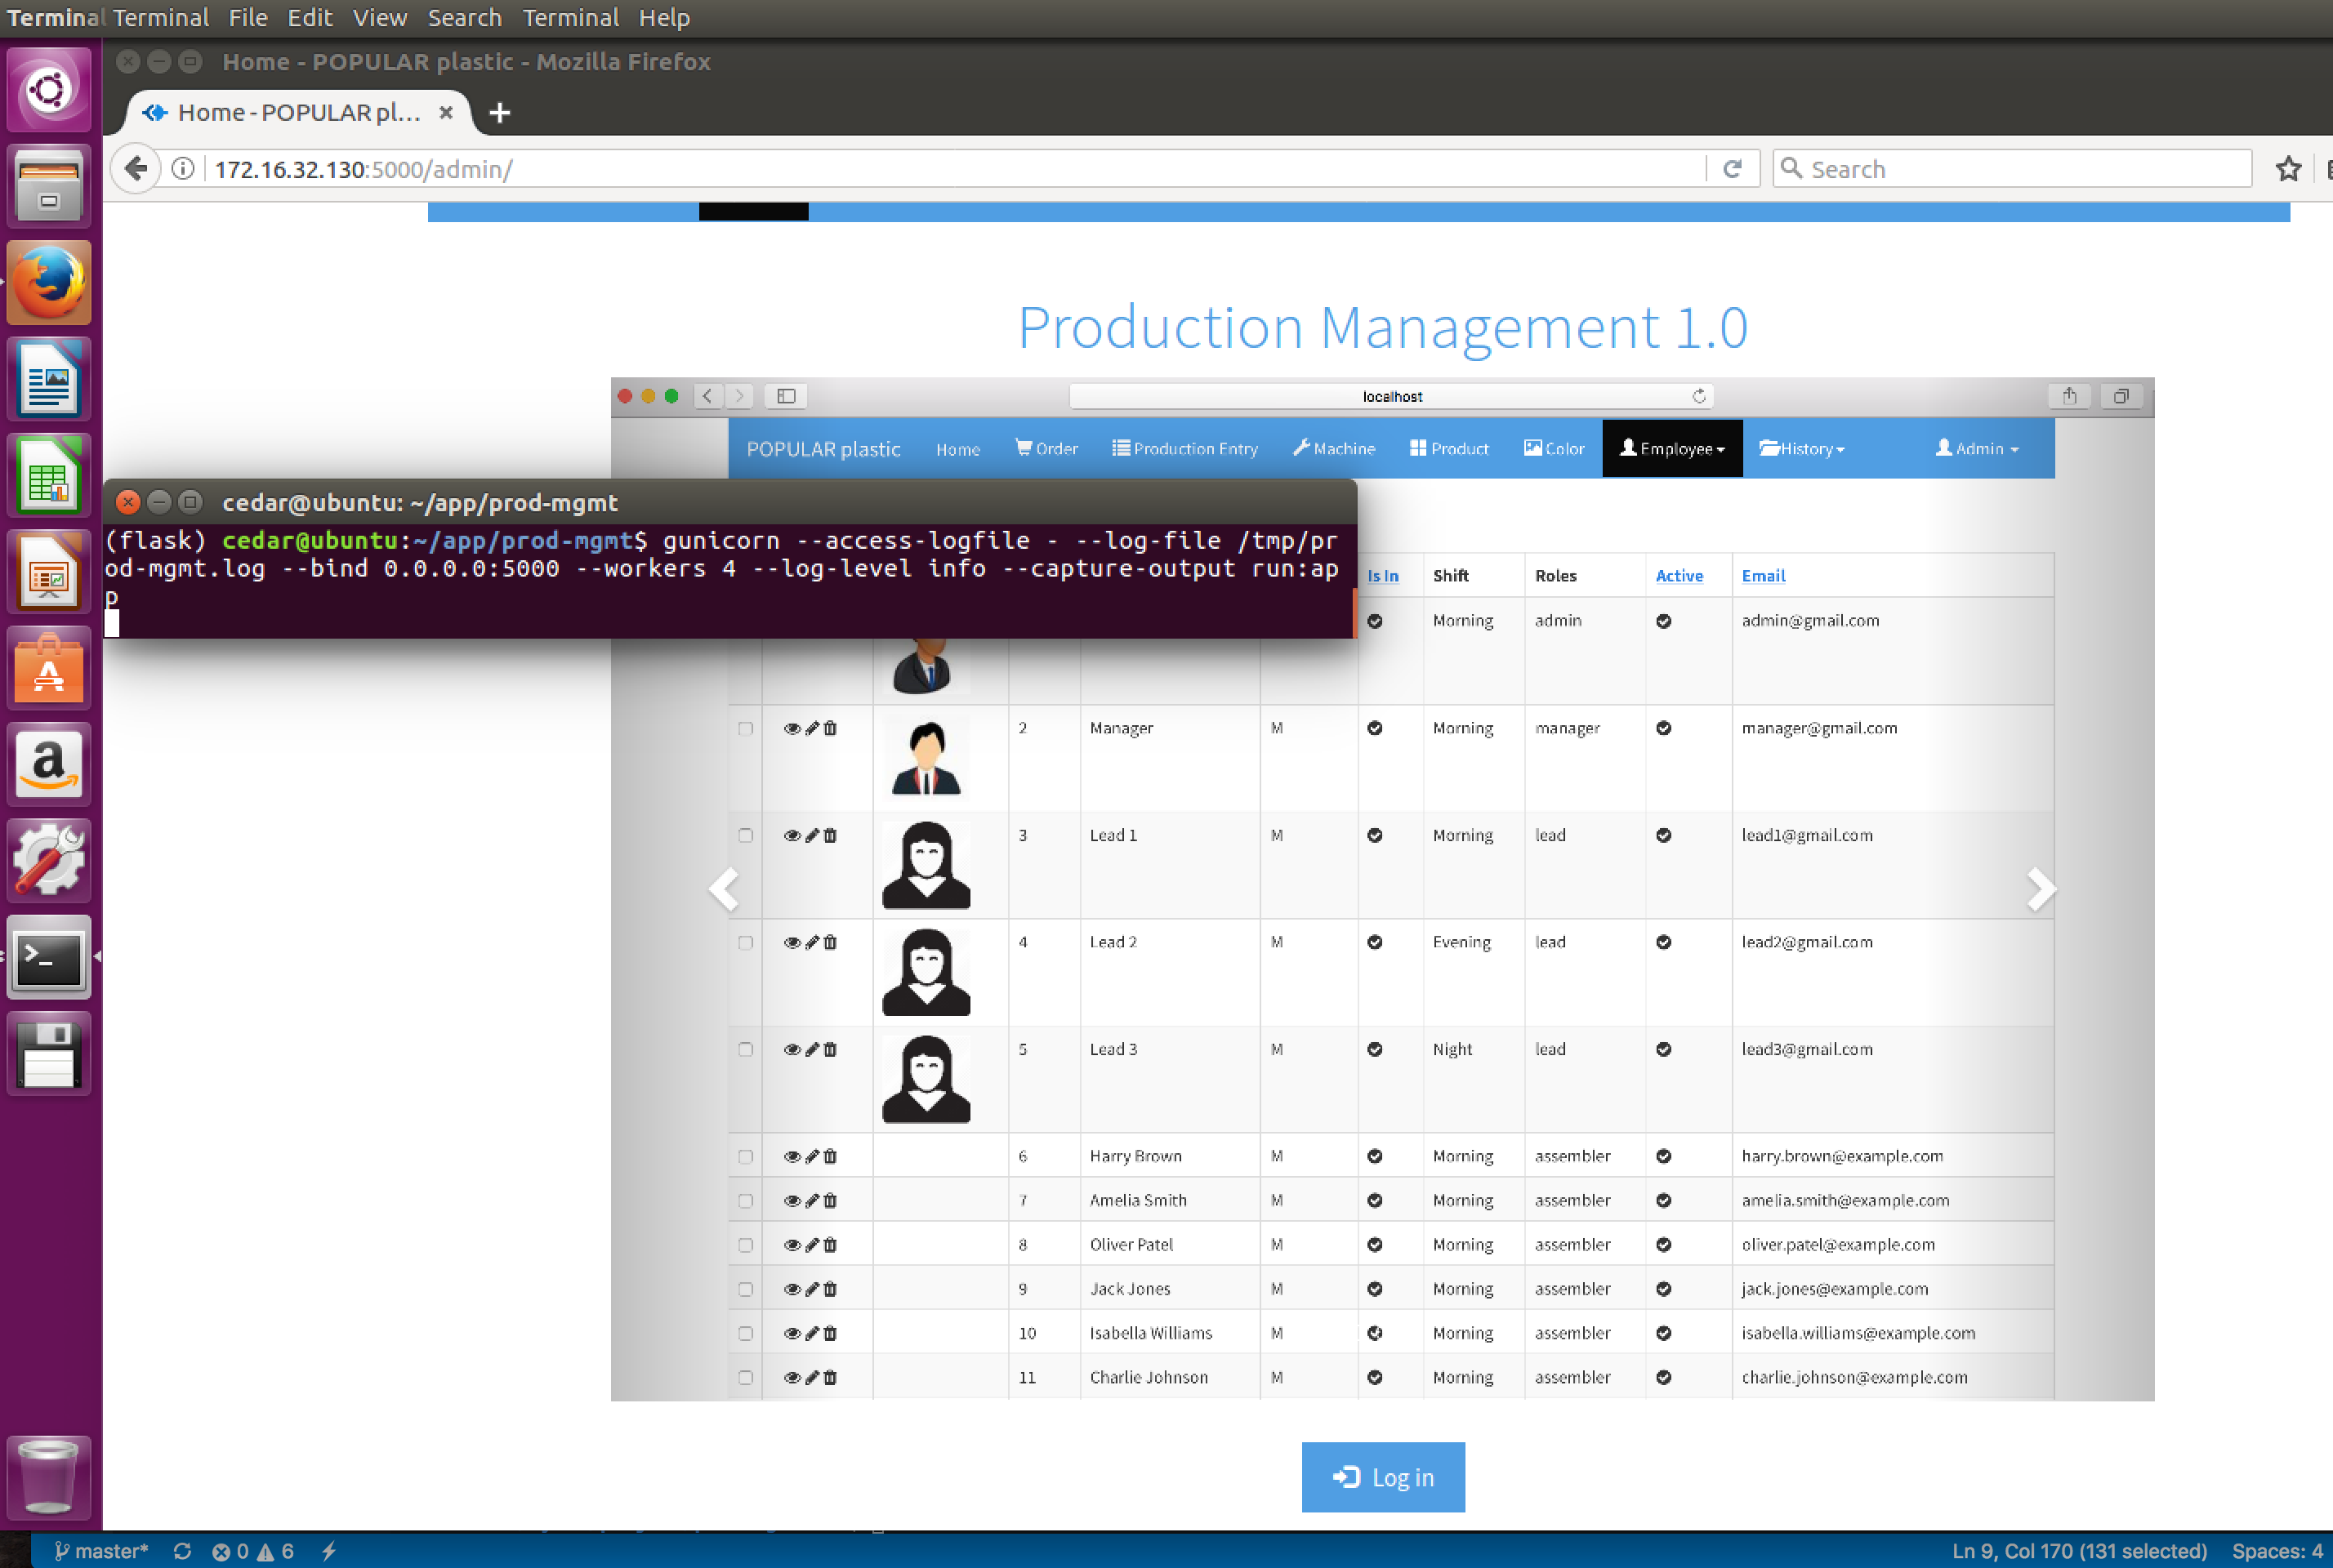 Terminal Terminal File Edit View Search Terminal Help
Home - POPULAR plastic - Mozilla Firefox
Home - POPULAR pl...
172.16.32.130:5000/admin/ Search
Production Management 1.0
localhost
POPULAR plastic Home Order Production Entry Machine Product Color Employee History Admin
cedar@ubuntu: ~/app/prod-mgmt
(flask) cedar@ubuntu:~/app/prod-mgmt$ gunicorn --access-logfile - --log-file /tmp/pr
od-mgmt.log --bind 0.0.0.0:5000 --workers 4 --log-level info --capture-output run:ap
p
Is In Shift Roles Active Email
Morning admin admin@gmail.com
2 Manager M Morning manager manager@gmail.com
3 Lead 1 M Morning lead lead1@gmail.com
4 Lead 2 M Evening lead lead2@gmail.com
5 Lead 3 M Night lead lead3@gmail.com
6 Harry Brown M Morning assembler harry.brown@example.com
7 Amelia Smith M Morning assembler amelia.smith@example.com
8 Oliver Patel M Morning assembler oliver.patel@example.com
9 Jack Jones M Morning assembler jack.jones@example.com
10 Isabella Williams M Morning assembler isabella.williams@example.com
11 Charlie Johnson M Morning assembler charlie.johnson@example.com
Log in
master* 0 6 Ln 9, Col 170 (131 selected) Spaces: 4